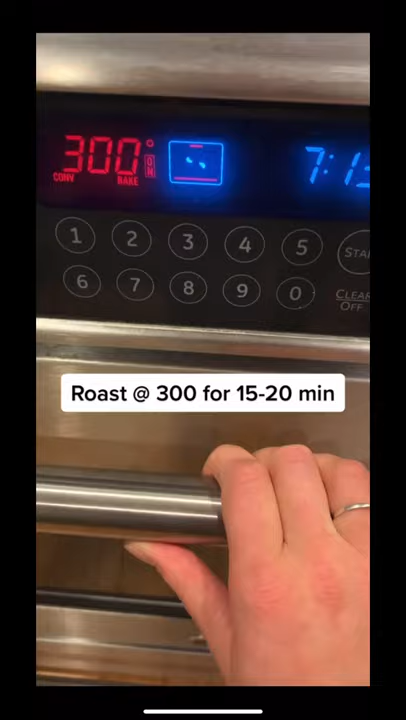 300°
CONV BAKE ON
1 2 3 4 5
6 7 8 9 0
CLEAR
OFF
Roast @ 300 for 15-20 min